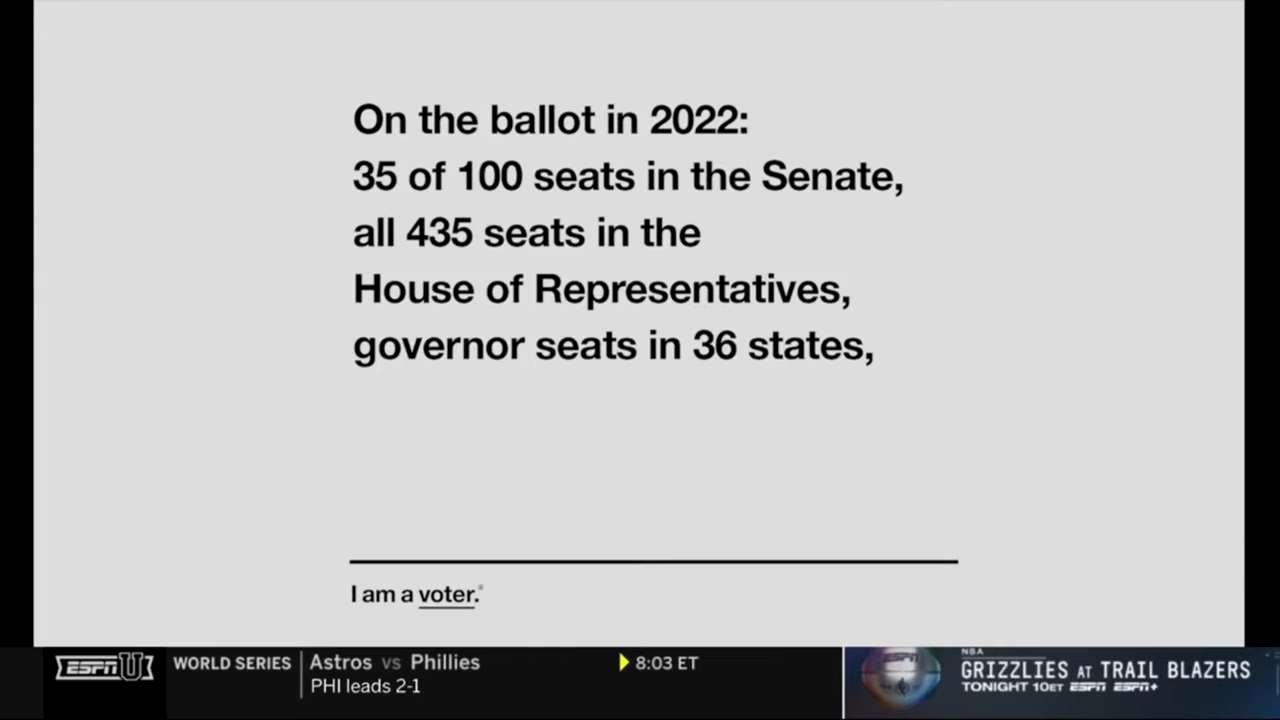 On the ballot in 2022:
35 of 100 seats in the Senate,
all 435 seats in the
House of Representatives,
governor seats in 36 states,
I am a voter.
ESPN U
WORLD SERIES
Astros vs Phillies
8:03 ET
PHI leads 2-1
NBA
GRIZZLIES AT TRAIL BLAZERS
TONIGHT 10ET ESPN ESPN+